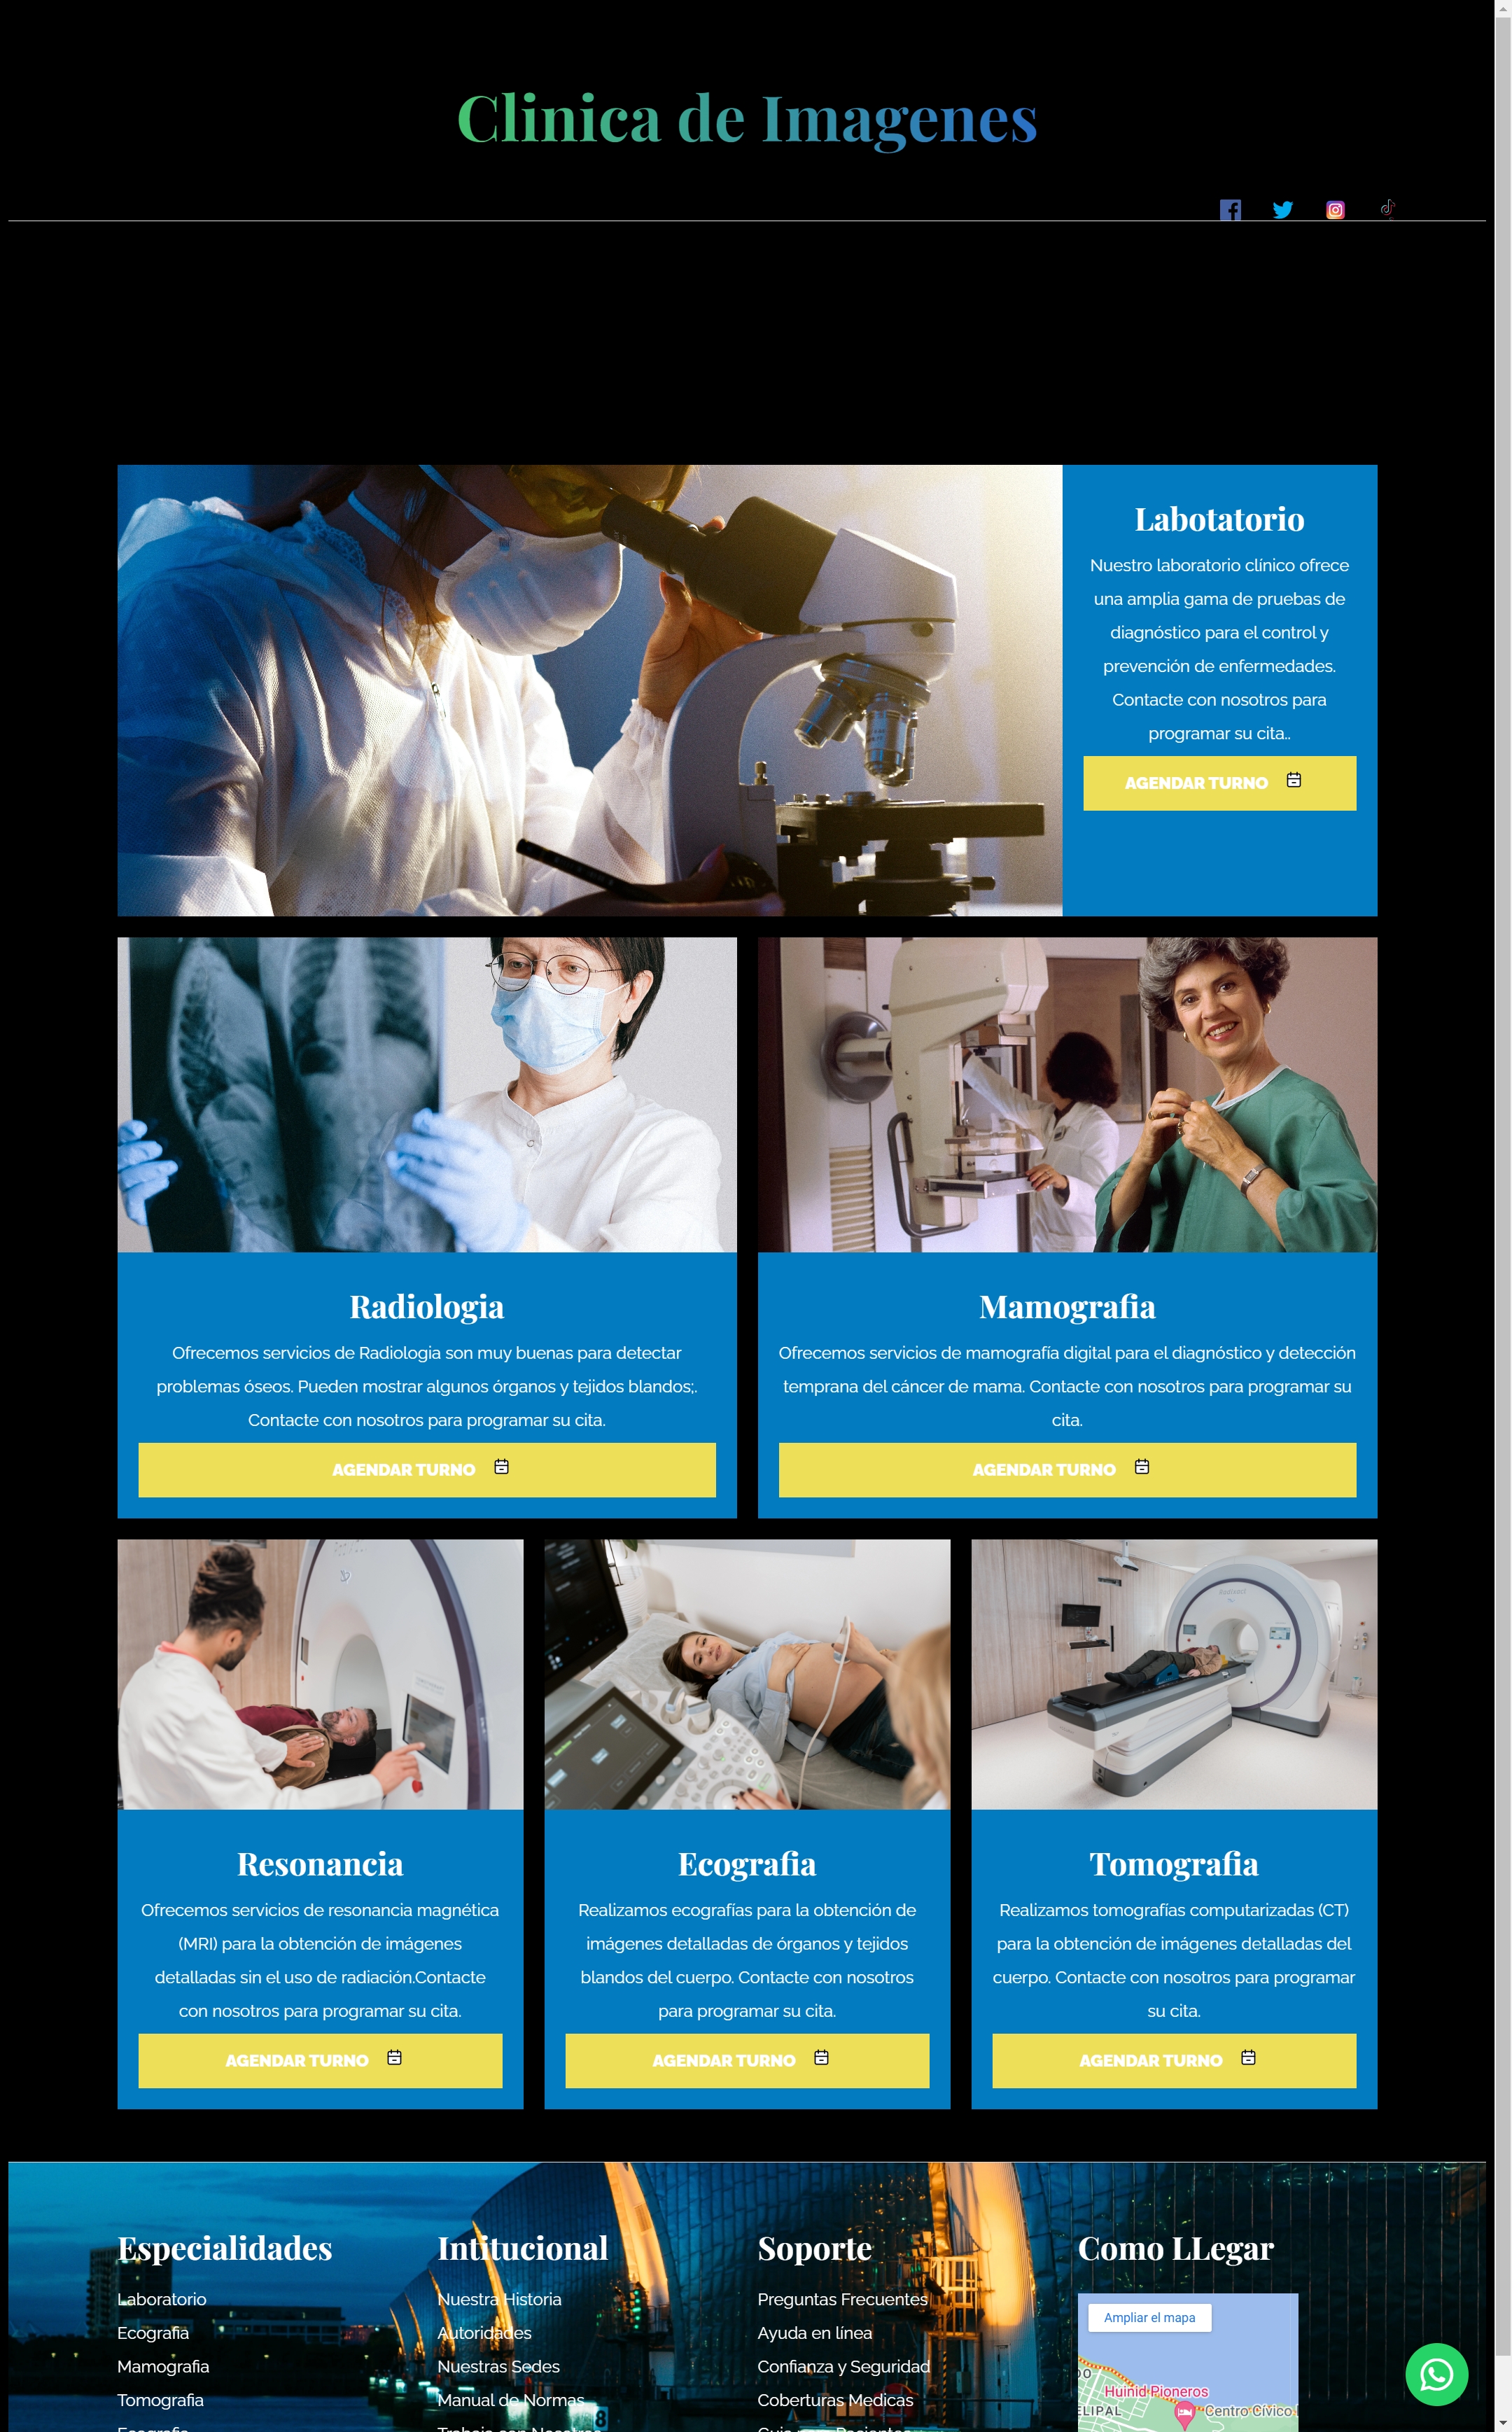 Clinica de Imagenes
Labotatorio
Nuestro laboratorio clínico ofrece
una amplia gama de pruebas de
diagnóstico para el control y
prevención de enfermedades.
Contacte con nosotros para
programar su cita..
AGENDAR TURNO
Radiologia
Ofrecemos servicios de Radiologia son muy buenas para detectar
problemas óseos. Pueden mostrar algunos órganos y tejidos blandos;.
Contacte con nosotros para programar su cita.
AGENDAR TURNO
Mamografia
Ofrecemos servicios de mamografía digital para el diagnóstico y detección
temprana del cáncer de mama. Contacte con nosotros para programar su
cita.
AGENDAR TURNO
Resonancia
Ofrecemos servicios de resonancia magnética
(MRI) para la obtención de imágenes
detalladas sin el uso de radiación.Contacte
con nosotros para programar su cita.
AGENDAR TURNO
Ecografia
Realizamos ecografías para la obtención de
imágenes detalladas de órganos y tejidos
blandos del cuerpo. Contacte con nosotros
para programar su cita.
AGENDAR TURNO
Tomografia
Realizamos tomografías computarizadas (CT)
para la obtención de imágenes detalladas del
cuerpo. Contacte con nosotros para programar
su cita.
AGENDAR TURNO
Especialidades
Laboratorio
Ecografia
Mamografia
Tomografia
Ecografia
Intitucional
Nuestra Historia
Autoridades
Nuestras Sedes
Manual de Normas
Trabaja con Nosotros
8
Soporte
Preguntas Frecuentes
Ayuda en línea
Confianza y Seguridad
Coberturas Medicas
Guia para Pacientes
Como LLegar
Ampliar el mapa
Huinid Pioneros
ELIPAL
Centro Cívico